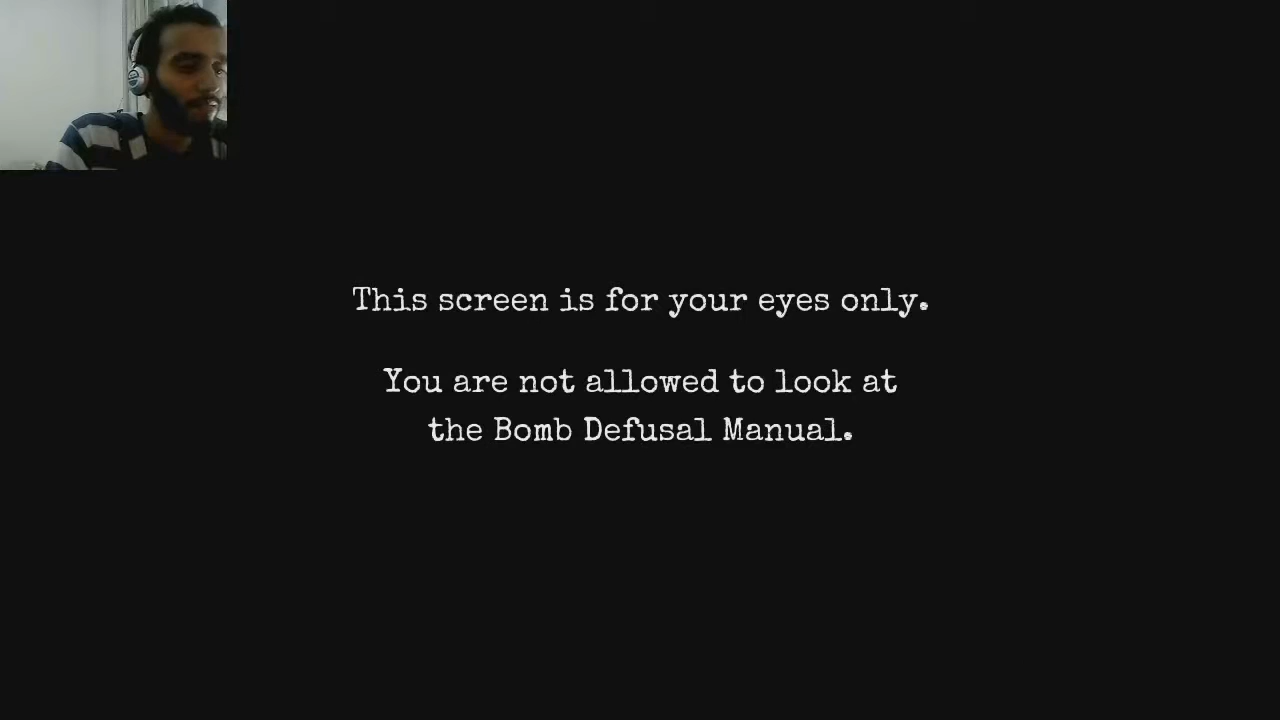 This screen is for your eyes only.
You are not allowed to look at
the Bomb Defusal Manual.